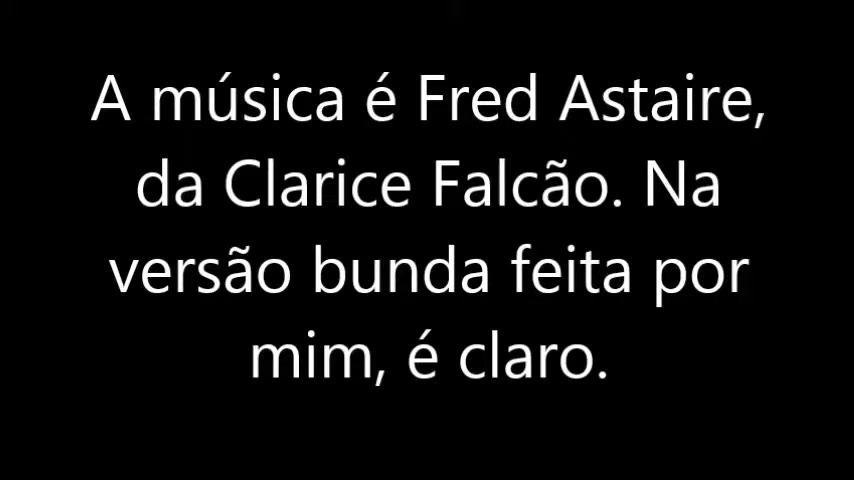 A música é Fred Astaire,
da Clarice Falcão. Na
versão bunda feita por
mim, é claro.